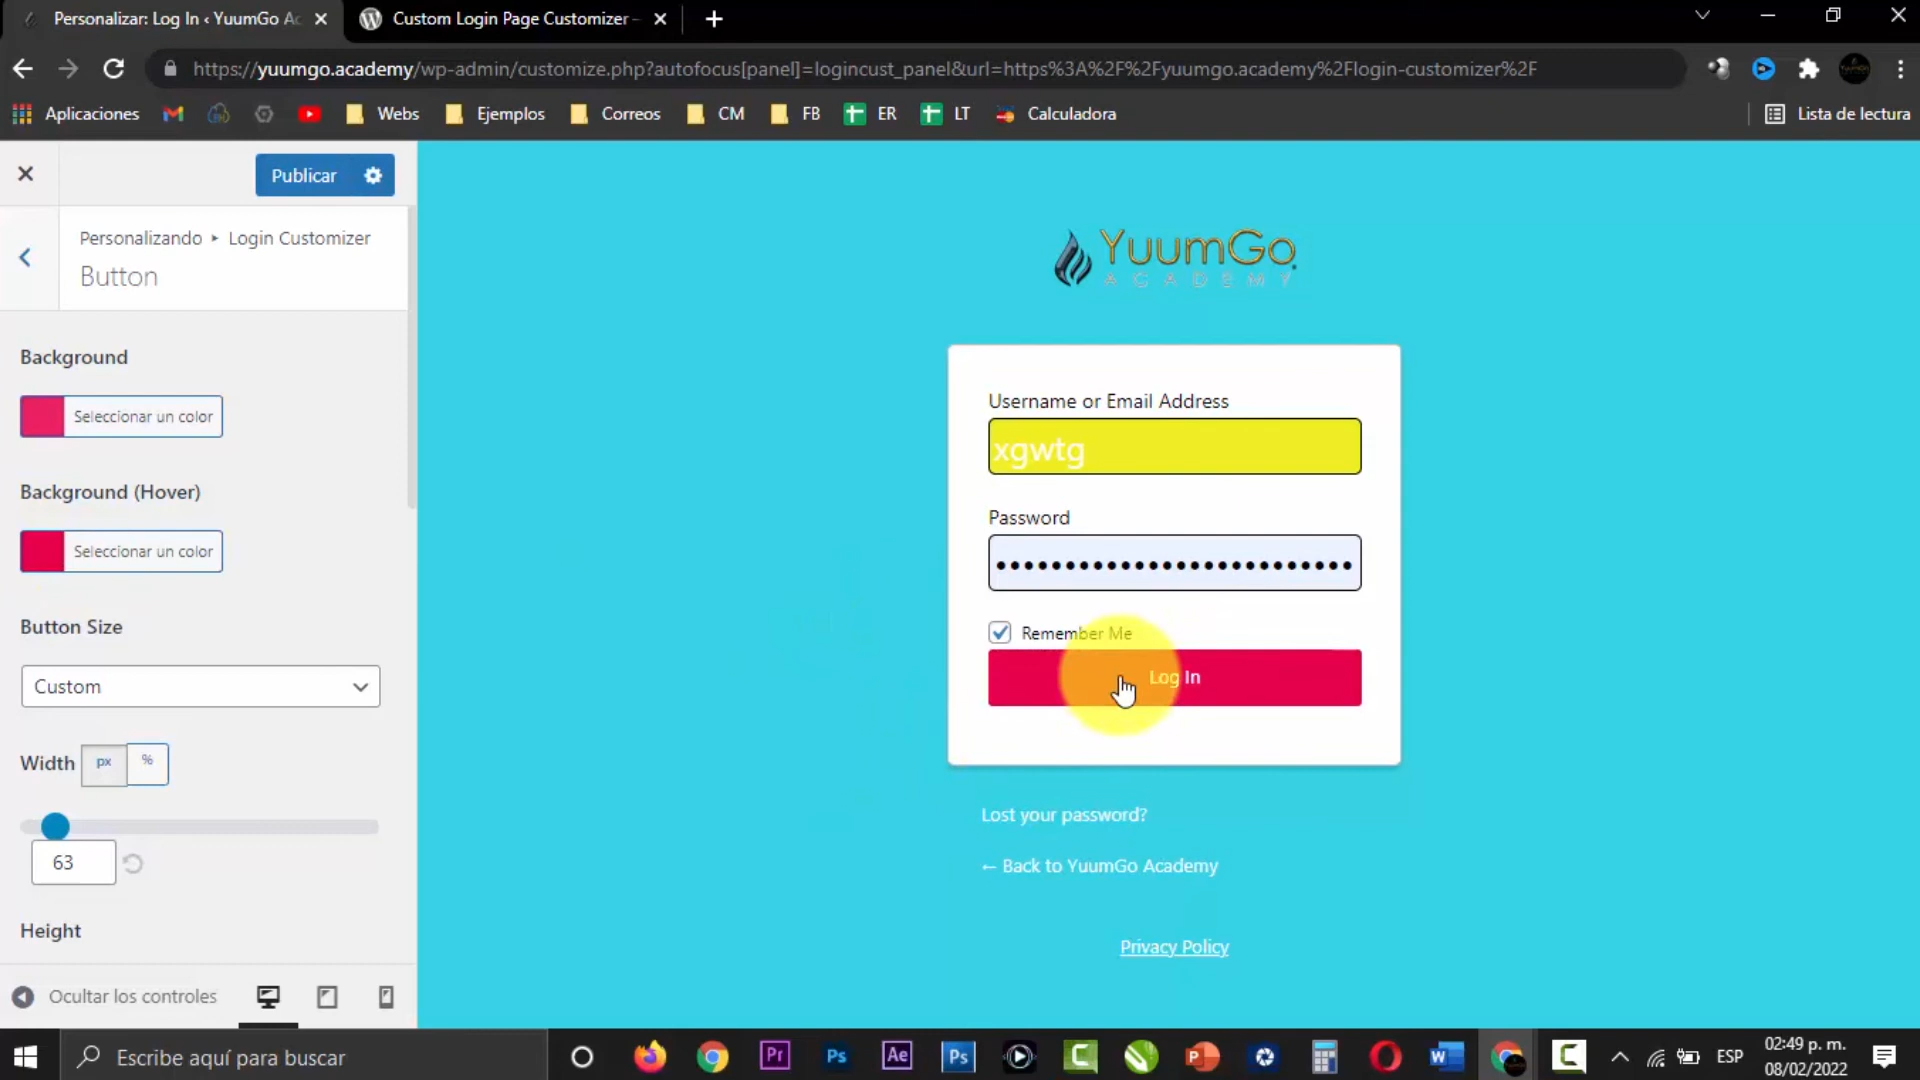 Personalizar: Log In ‹ YuumGo Ac
Custom Login Page Customizer –
https://yuumgo.academy/wp-admin/customize.php?autofocus[panel]=logincust_panel&url=https%3A%2F%2Fyuumgo.academy%2Flogin-customizer%2F
Aplicaciones
Webs
Ejemplos
Correos
CM
FB
ER
LT
Calculadora
Lista de lectura
Publicar
Personalizando ▸ Login Customizer
Button
Background
Seleccionar un color
Background (Hover)
Seleccionar un color
Button Size
Custom
Width px %
63
Height
Ocultar los controles
YuumGo
ACADEMY
Username or Email Address
xgwtg
Password
Remember Me
Log In
Lost your password?
← Back to YuumGo Academy
Privacy Policy
Escribe aquí para buscar
Pr
Ps
Ae
Ps
ESP
02:49 p. m.
08/02/2022